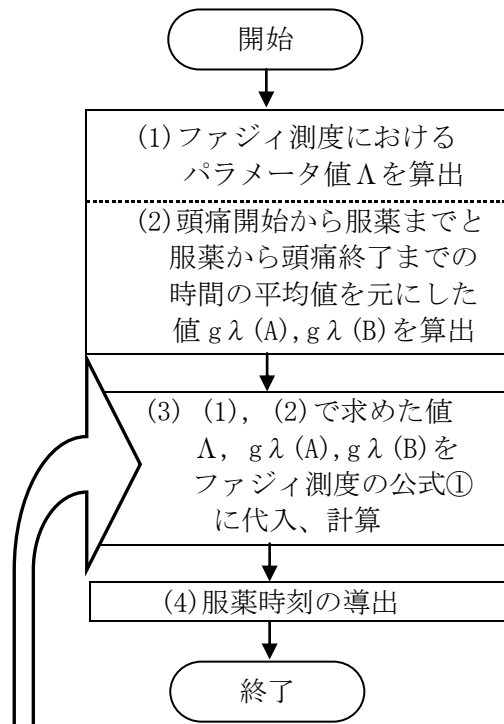 開始
(1)ファジィ測度における
パラメータ値Λを算出
(2)頭痛開始から服薬までと
服薬から頭痛終了までの
時間の平均値を元にした
値gλ(A),gλ(B)を算出
(3) (1), (2)で求めた値
Λ, gλ(A),gλ(B)を
ファジィ測度の公式①
に代入、計算
(4)服薬時刻の導出
終了